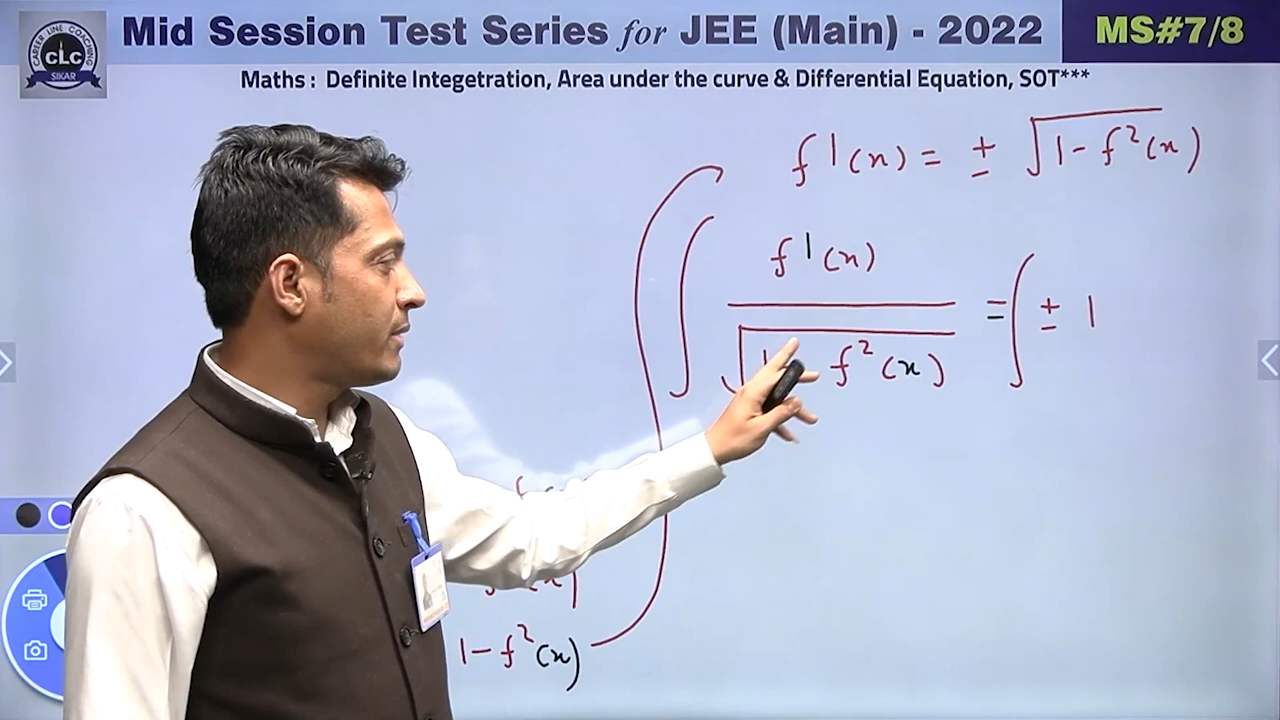 CAREER LINE COACHING
CLC
SIKAR
Mid Session Test Series for JEE (Main) - 2022
MS#7/8
Maths : Definite Integetration, Area under the curve & Differential Equation, SOT***
f'(x) = ± √(1 - f²(x))
∫ f'(x) / √(1 - f²(x)) = ∫ ± 1
1 - f²(x)